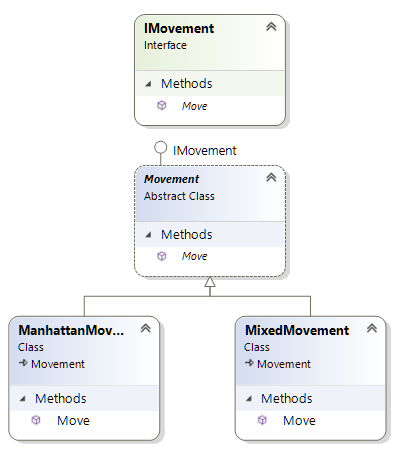 IMovement
Interface
Methods
Move
IMovement
Movement
Abstract Class
Methods
Move
ManhattanMov...
Class
Movement
Methods
Move
MixedMovement
Class
Movement
Methods
Move